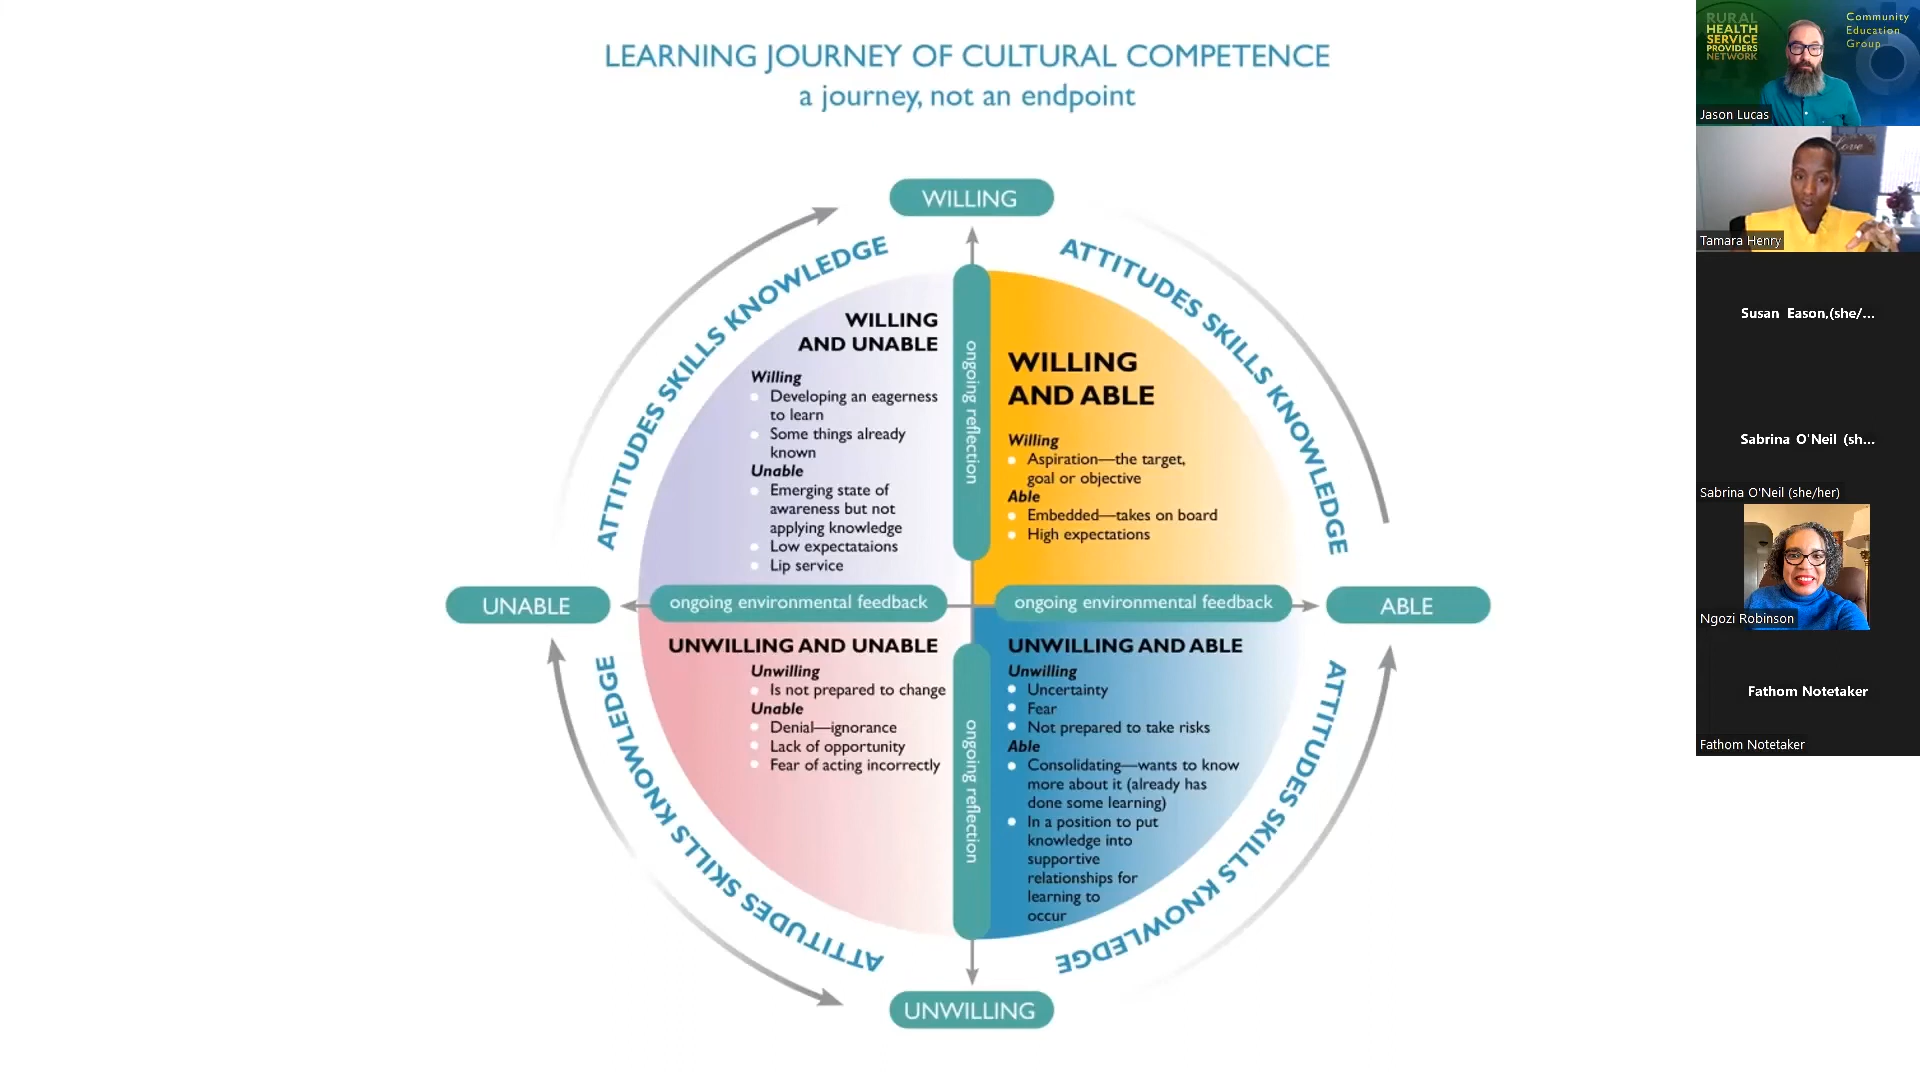 LEARNING JOURNEY OF CULTURAL COMPETENCE
a journey, not an endpoint
WILLING
ATTITUDES SKILLS KNOWLEDGE
ATTITUDES SKILLS KNOWLEDGE
WILLING
AND UNABLE
Willing
Developing an eagerness
to learn
Some things already
known
Unable
Emerging state of
awareness but not
applying knowledge
Low expectataions
Lip service
ongoing reflection
WILLING
AND ABLE
Willing
Aspiration—the target,
goal or objective
Able
Embedded—takes on board
High expectations
UNABLE
ongoing environmental feedback
ongoing environmental feedback
ABLE
UNWILLING AND UNABLE
Unwilling
Is not prepared to change
Unable
Denial—ignorance
Lack of opportunity
Fear of acting incorrectly
ongoing reflection
UNWILLING AND ABLE
Unwilling
Uncertainty
Fear
Not prepared to take risks
Able
Consolidating—wants to know
more about it (already has
done some learning)
In a position to put
knowledge into
supportive
relationships for
learning to
occur
ATTITUDES SKILLS KNOWLEDGE
ATTITUDES SKILLS KNOWLEDGE
UNWILLING
RURAL
HEALTH
SERVICE
PROVIDERS
NETWORK
Community
Education
Group
Jason Lucas
Love
Tamara Henry
Susan Eason,(she/...
Sabrina O'Neil (sh...
Sabrina O'Neil (she/her)
Ngozi Robinson
Fathom Notetaker
Fathom Notetaker